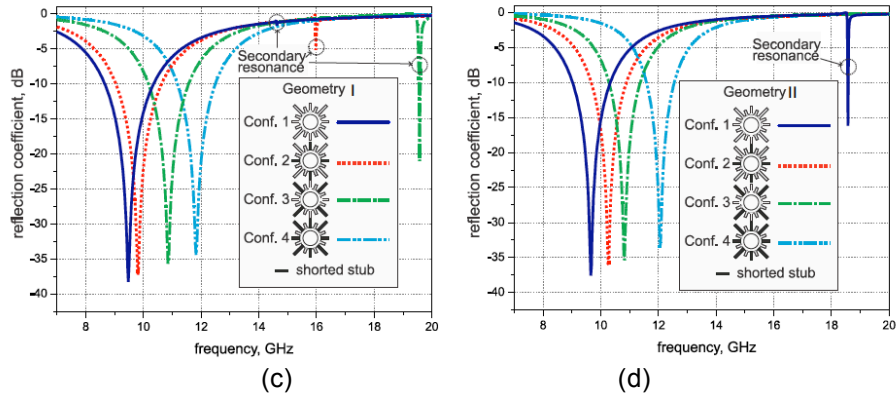 0
-5
-10
-15
-20
-25
-30
-35
-40
reflection coefficient, dB
Secondary
resonance
Geometry I
Conf. 1
Conf. 2
Conf. 3
Conf. 4
shorted stub
8 10 12 14 16 18 20
frequency, GHz
(c)
0
-5
-10
-15
-20
-25
-30
-35
-40
reflection coefficient, dB
Secondary
resonance
Geometry II
Conf. 1
Conf. 2
Conf. 3
Conf. 4
shorted stub
8 10 12 14 16 18 20
frequency, GHz
(d)